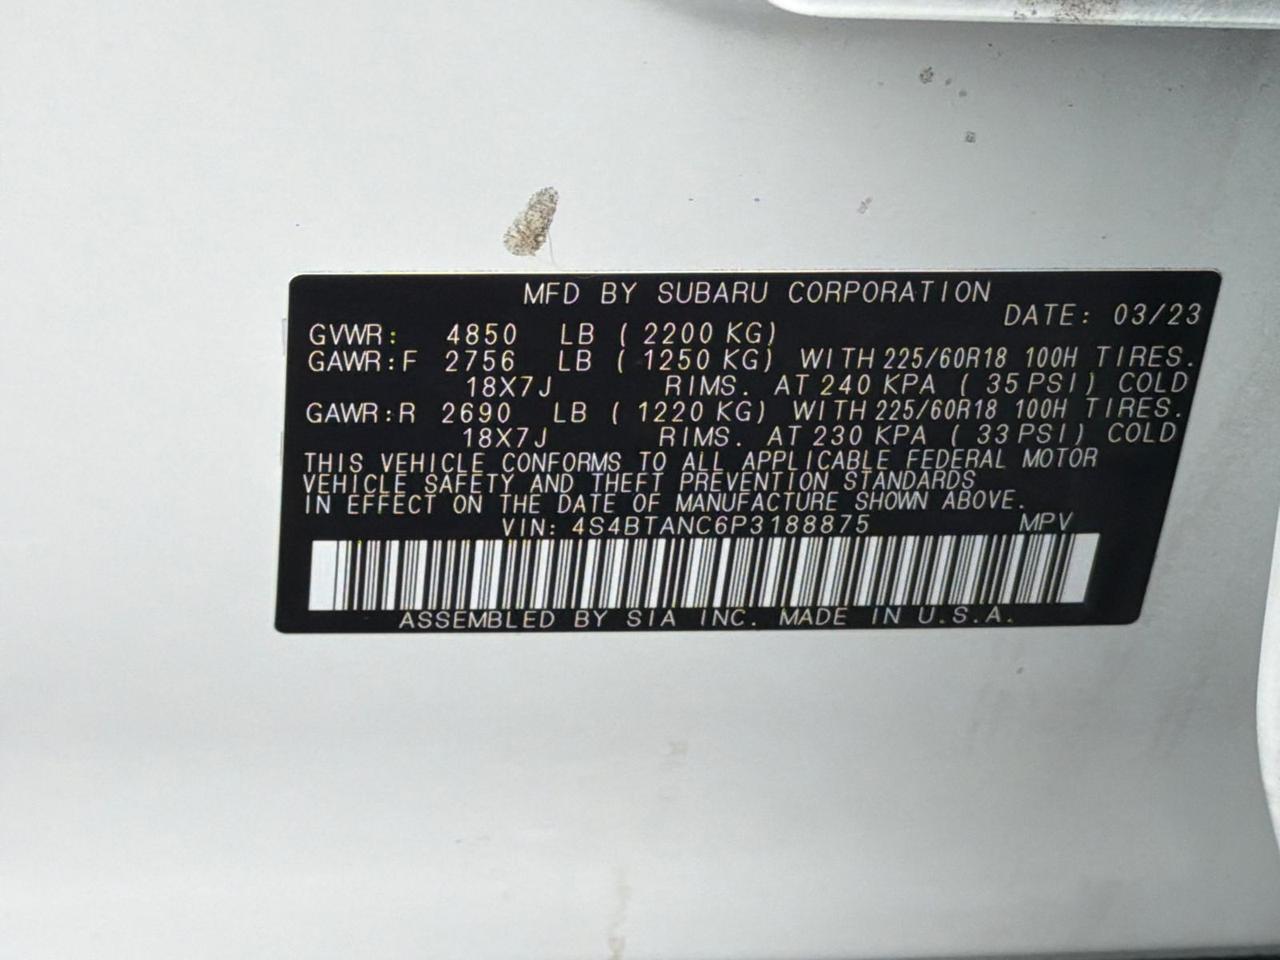 MFD BY SUBARU CORPORATION
DATE: 03/23
GVWR: 4850 LB ( 2200 KG)
GAWR:F 2756 LB ( 1250 KG) WITH 225/60R18 100H TIRES.
18X7J RIMS. AT 240 KPA ( 35 PSI) COLD
GAWR:R 2690 LB ( 1220 KG) WITH 225/60R18 100H TIRES.
18X7J RIMS. AT 230 KPA ( 33 PSI) COLD
THIS VEHICLE CONFORMS TO ALL APPLICABLE FEDERAL MOTOR
VEHICLE SAFETY AND THEFT PREVENTION STANDARDS
IN EFFECT ON THE DATE OF MANUFACTURE SHOWN ABOVE.
VIN: 4S4BTANC6P3188875 MPV
ASSEMBLED BY SIA INC. MADE IN U.S.A.